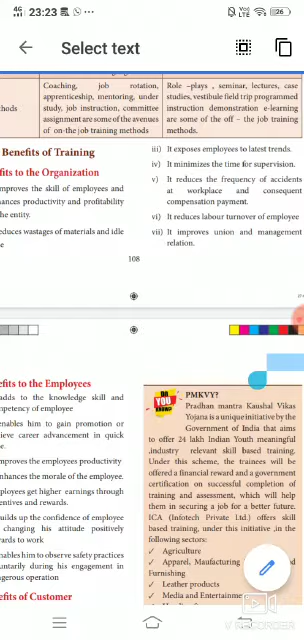 4G 23:23
Vo) LTE 26
Select text
Coaching, job rotation,
apprenticeship, mentoring, under
study, job instruction, committee
assignment are some of the avenues
of on-the job training methods
hods
Role –plays , seminar, lectures, case
studies, vestibule field trip programmed
instruction demonstration e-learning
are some of the off – the job training
methods.
Benefits of Training
fits to the Organization
mproves the skill of employees and
hances productivity and profitability
he entity.
educes wastages of materials and idle
e
iii) It exposes employees to latest trends.
iv) It minimizes the time for supervision.
v) It reduces the frequency of accidents
at workplace and consequent
compensation payment.
vi) It reduces labour turnover of employee
vii) It improves union and management
relation.
108
efits to the Employees
adds to the knowledge skill and
mpetency of employee
enables him to gain promotion or
ieve career advancement in quick
e.
mproves the employees productivity
nhances the morale of the employee.
ployees get higher earnings through
entives and rewards.
uilds up the confidence of employee
changing his attitude positively
vards to work
nables him to observe safety practices
untarily during his engagement in
ngerous operation
efits of Customer
DO YOU KNOW?
PMKVY?
Pradhan mantra Kaushal Vikas
Yojana is a unique initiative by the
Government of India that aims
to offer 24 lakh Indian Youth meaningful
,industry relevant skill based training.
Under this scheme, the trainees will be
offered a financial reward and a government
certification on successful completion of
training and assessment, which will help
them in securing a job for a better future.
ICA (Infotech Private Ltd.) offers skill
based training, under this initiative ,in the
following sectors:
✓ Agriculture
✓ Apparel, Maufacturing d
Furnishing
✓ Leather products
✓ Media and Entertainme
VRECORDER